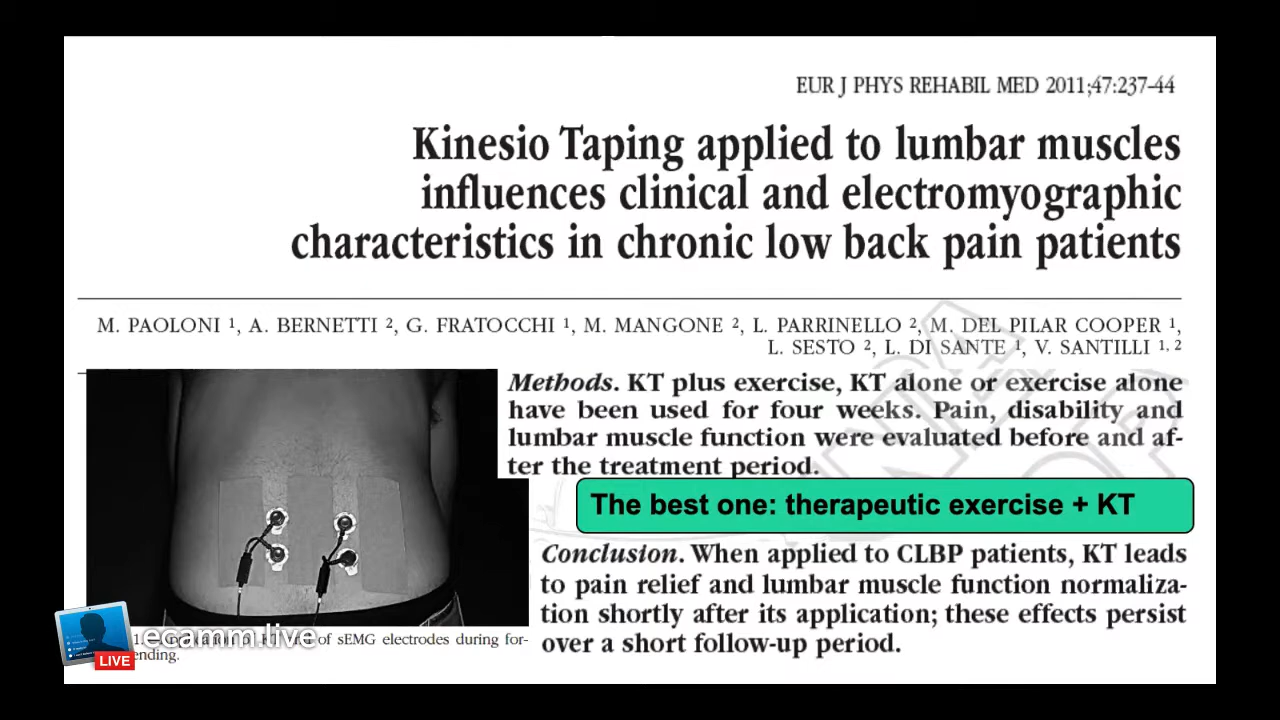 EUR J PHYS REHABIL MED 2011;47:237-44
Kinesio Taping applied to lumbar muscles
influences clinical and electromyographic
characteristics in chronic low back pain patients
M. PAOLONI 1, A. BERNETTI 2, G. FRATOCCHI 1, M. MANGONE 2, L. PARRINELLO 2, M. DEL PILAR COOPER 1,
L. SESTO 2, L. DI SANTE 1, V. SANTILLI 1, 2
Methods. KT plus exercise, KT alone or exercise alone
have been used for four weeks. Pain, disability and
lumbar muscle function were evaluated before and af-
ter the treatment period.
The best one: therapeutic exercise + KT
Conclusion. When applied to CLBP patients, KT leads
to pain relief and lumbar muscle function normaliza-
tion shortly after its application; these effects persist
over a short follow-up period.
of sEMG electrodes during for-
ending.
ecamm.live
LIVE